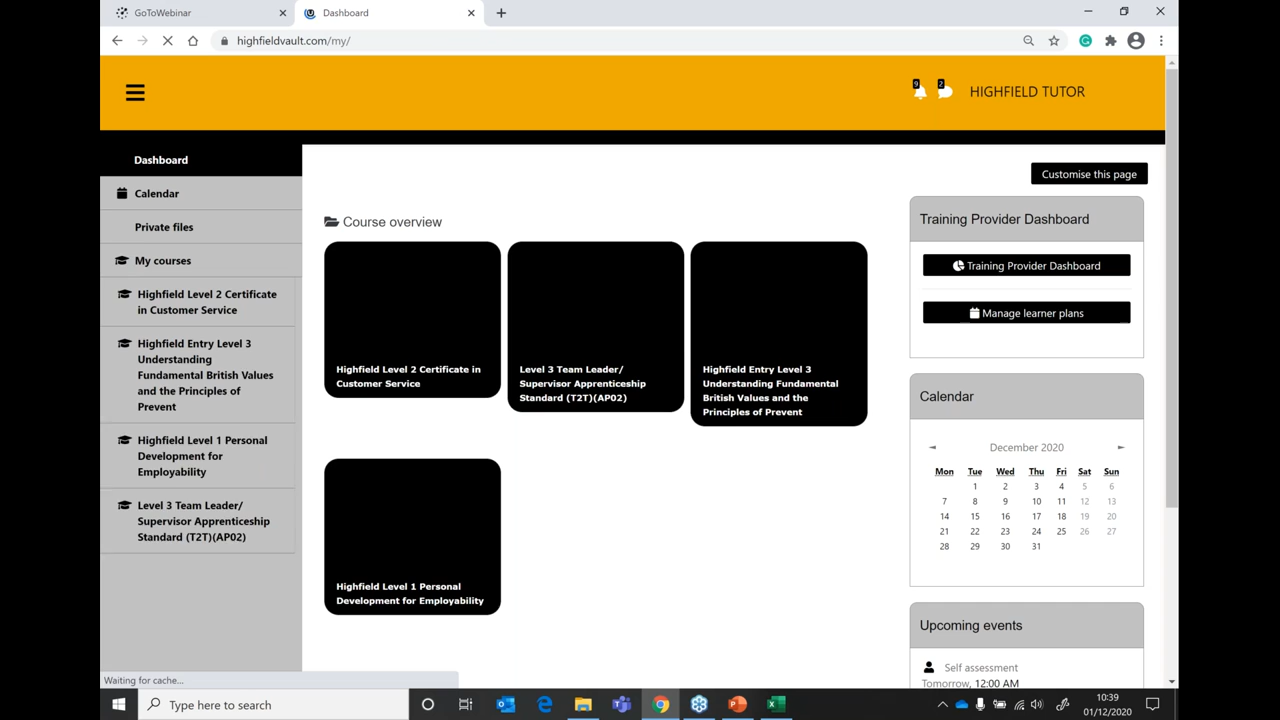 GoToWebinar
Dashboard
highfieldvault.com/my/
9
2
HIGHFIELD TUTOR
Dashboard
Calendar
Private files
My courses
Highfield Level 2 Certificate
in Customer Service
Highfield Entry Level 3
Understanding
Fundamental British Values
and the Principles of
Prevent
Highfield Level 1 Personal
Development for
Employability
Level 3 Team Leader/
Supervisor Apprenticeship
Standard (T2T)(AP02)
Customise this page
Course overview
Highfield Level 2 Certificate in
Customer Service
Level 3 Team Leader/
Supervisor Apprenticeship
Standard (T2T)(AP02)
Highfield Entry Level 3
Understanding Fundamental
British Values and the
Principles of Prevent
Highfield Level 1 Personal
Development for Employability
Training Provider Dashboard
Training Provider Dashboard
Manage learner plans
Calendar
◄ December 2020 ►
Mon Tue Wed Thu Fri Sat Sun
1 2 3 4 5 6
7 8 9 10 11 12 13
14 15 16 17 18 19 20
21 22 23 24 25 26 27
28 29 30 31
Upcoming events
Self assessment
Tomorrow, 12:00 AM
Waiting for cache...
Type here to search
10:39
01/12/2020